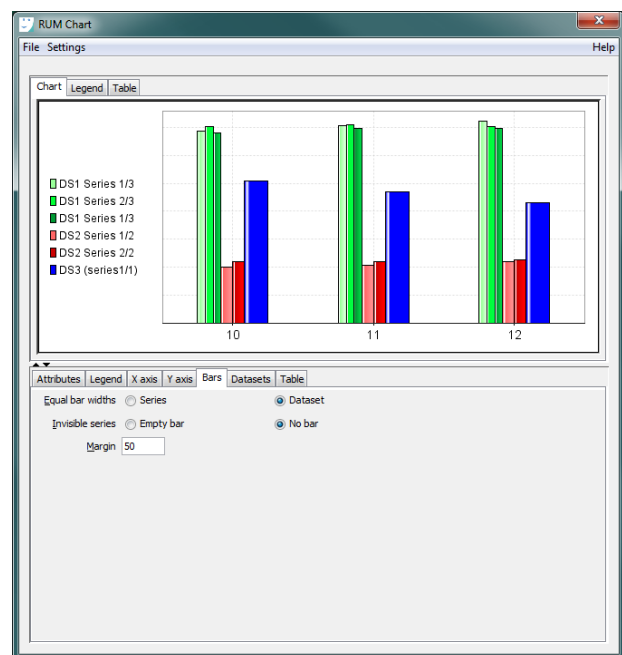 RUM Chart
File Settings Help
Chart Legend Table
DS1 Series 1/3
DS1 Series 2/3
DS1 Series 1/3
DS2 Series 1/2
DS2 Series 2/2
DS3 (series1/1)
10 11 12
Attributes Legend X axis Y axis Bars Datasets Table
Equal bar widths Series Dataset
Invisible series Empty bar No bar
Margin 50